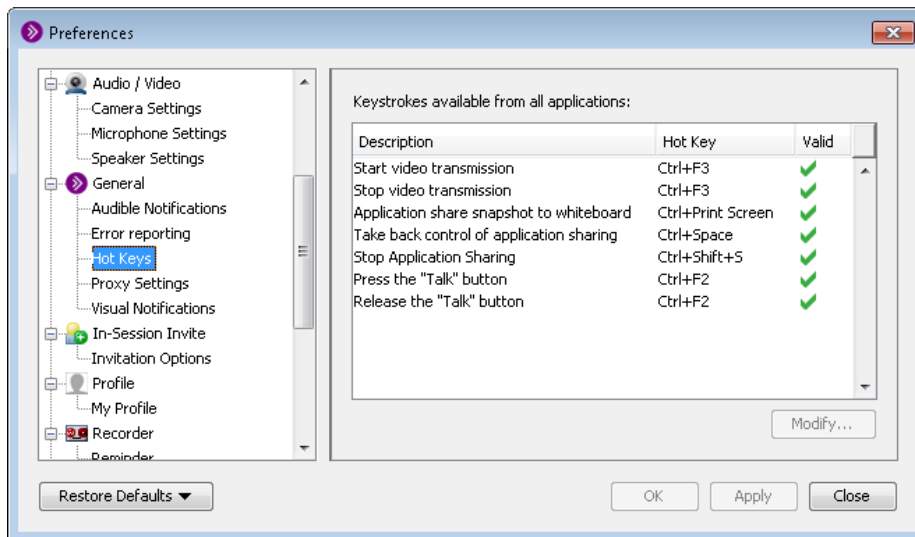 Preferences
Audio / Video
Camera Settings
Microphone Settings
Speaker Settings
General
Audible Notifications
Error reporting
Hot Keys
Proxy Settings
Visual Notifications
In-Session Invite
Invitation Options
Profile
My Profile
Recorder
Reminder
Keystrokes available from all applications:
Description Hot Key Valid
Start video transmission Ctrl+F3
Stop video transmission Ctrl+F3
Application share snapshot to whiteboard Ctrl+Print Screen
Take back control of application sharing Ctrl+Space
Stop Application Sharing Ctrl+Shift+S
Press the "Talk" button Ctrl+F2
Release the "Talk" button Ctrl+F2
Modify...
Restore Defaults
OK Apply Close